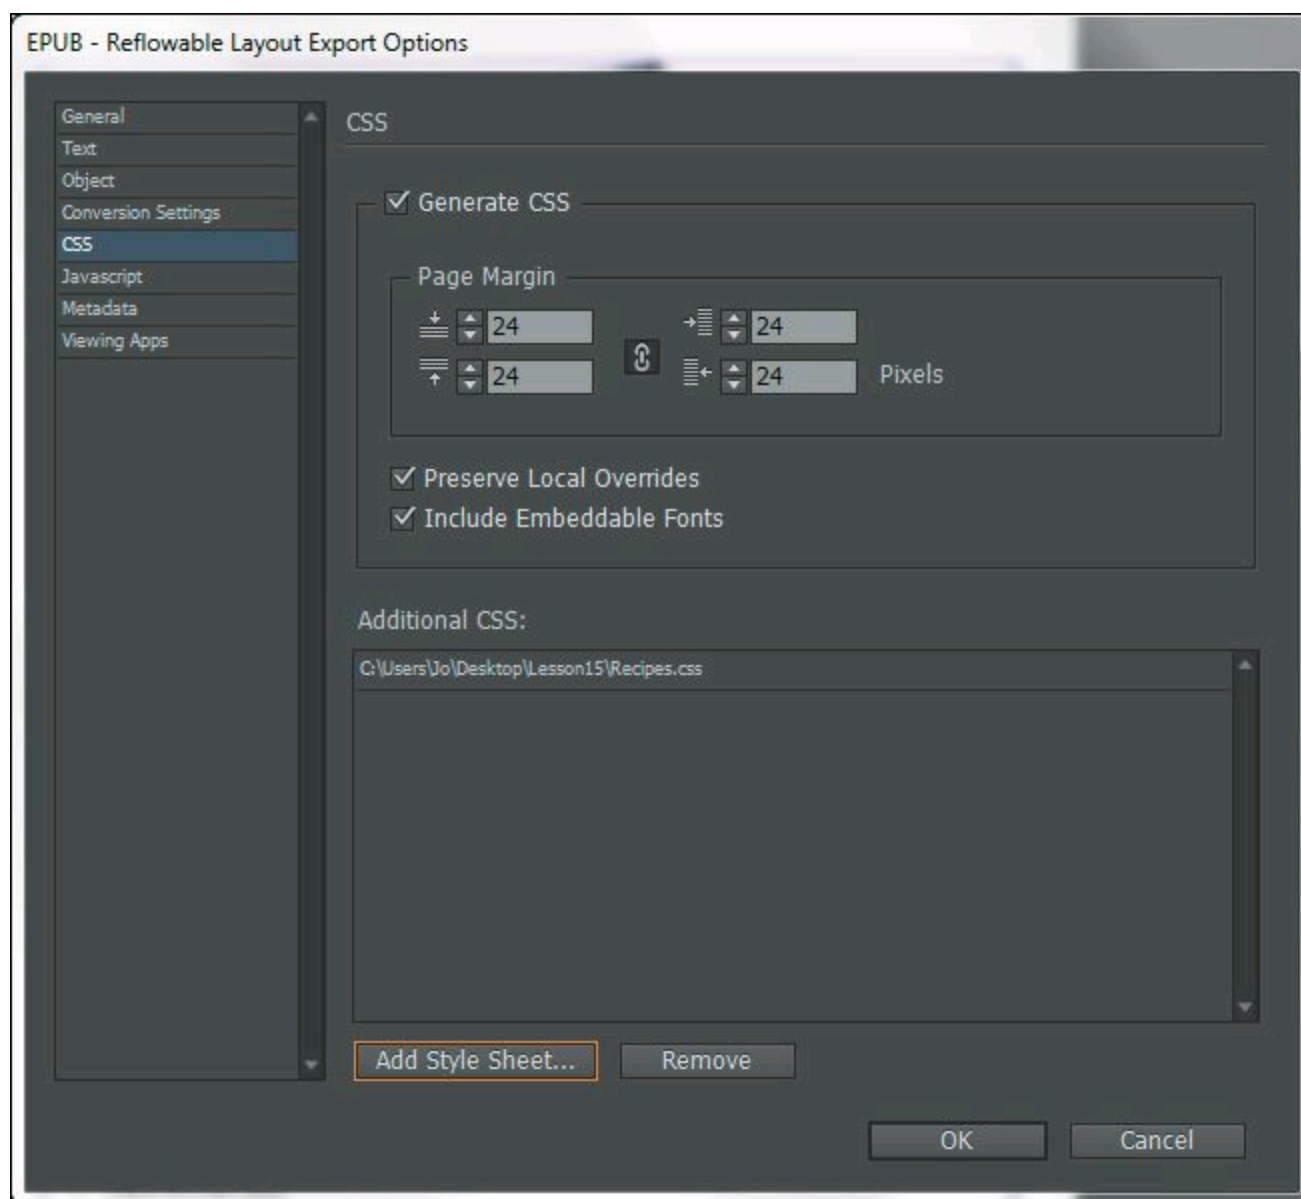 EPUB - Reflowable Layout Export Options
General
Text
Object
Conversion Settings
CSS
Javascript
Metadata
Viewing Apps
CSS
Generate CSS
Page Margin
24 24
24 24 Pixels
Preserve Local Overrides
Include Embeddable Fonts
Additional CSS:
C:\Users\Jo\Desktop\Lesson15\Recipes.css
Add Style Sheet... Remove
OK Cancel